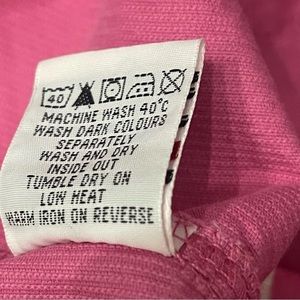 40
MACHINE WASH 40°C
WASH DARK COLOURS
SEPARATELY
WASH AND DRY
INSIDE OUT
TUMBLE DRY ON
LOW HEAT
WARM IRON ON REVERSE